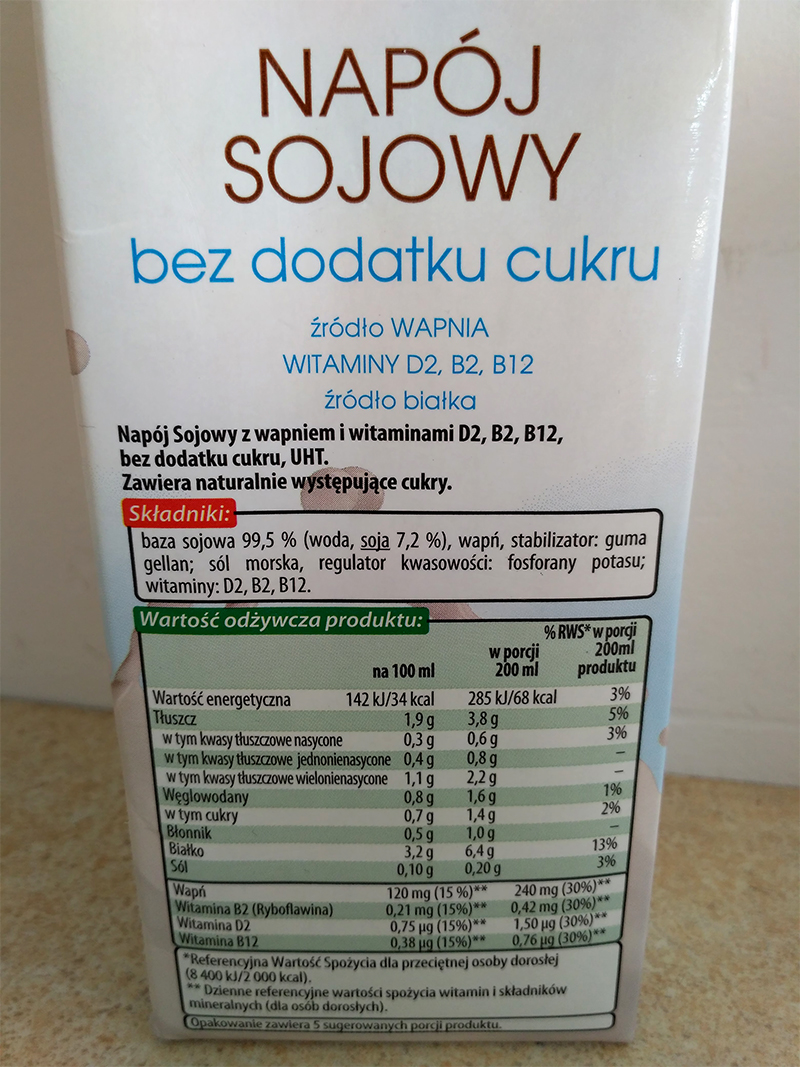 NAPÓJ
SOJOWY
bez dodatku cukru
źródło WAPNIA
WITAMINY D2, B2, B12
źródło białka
Napój Sojowy z wapniem i witaminami D2, B2, B12,
bez dodatku cukru, UHT.
Zawiera naturalnie występujące cukry.
Składniki:
baza sojowa 99,5 % (woda, soja 7,2 %), wapń, stabilizator: guma
gellan; sól morska, regulator kwasowości: fosforany potasu;
witaminy: D2, B2, B12.
Wartość odżywcza produktu:
na 100 ml
w porcji
200 ml
% RWS* w porcji
200ml
produktu
Wartość energetyczna 142 kJ/34 kcal 285 kJ/68 kcal 3%
Tłuszcz 1,9 g 3,8 g 5%
w tym kwasy tłuszczowe nasycone 0,3 g 0,6 g 3%
w tym kwasy tłuszczowe jednonienasycone 0,4 g 0,8 g –
w tym kwasy tłuszczowe wielonienasycone 1,1 g 2,2 g –
Węglowodany 0,8 g 1,6 g 1%
w tym cukry 0,7 g 1,4 g 2%
Błonnik 0,5 g 1,0 g –
Białko 3,2 g 6,4 g 13%
Sól 0,10 g 0,20 g 3%
Wapń 120 mg (15 %)** 240 mg (30%)**
Witamina B2 (Ryboflawina) 0,21 mg (15%)** 0,42 mg (30%)**
Witamina D2 0,75 µg (15%)** 1,50 µg (30%)**
Witamina B12 0,38 µg (15%)** 0,76 µg (30%)**
*Referencyjna Wartość Spożycia dla przeciętnej osoby dorosłej
(8 400 kJ/2 000 kcal).
** Dzienne referencyjne wartości spożycia witamin i składników
mineralnych (dla osób dorosłych).
Opakowanie zawiera 5 sugerowanych porcji produktu.